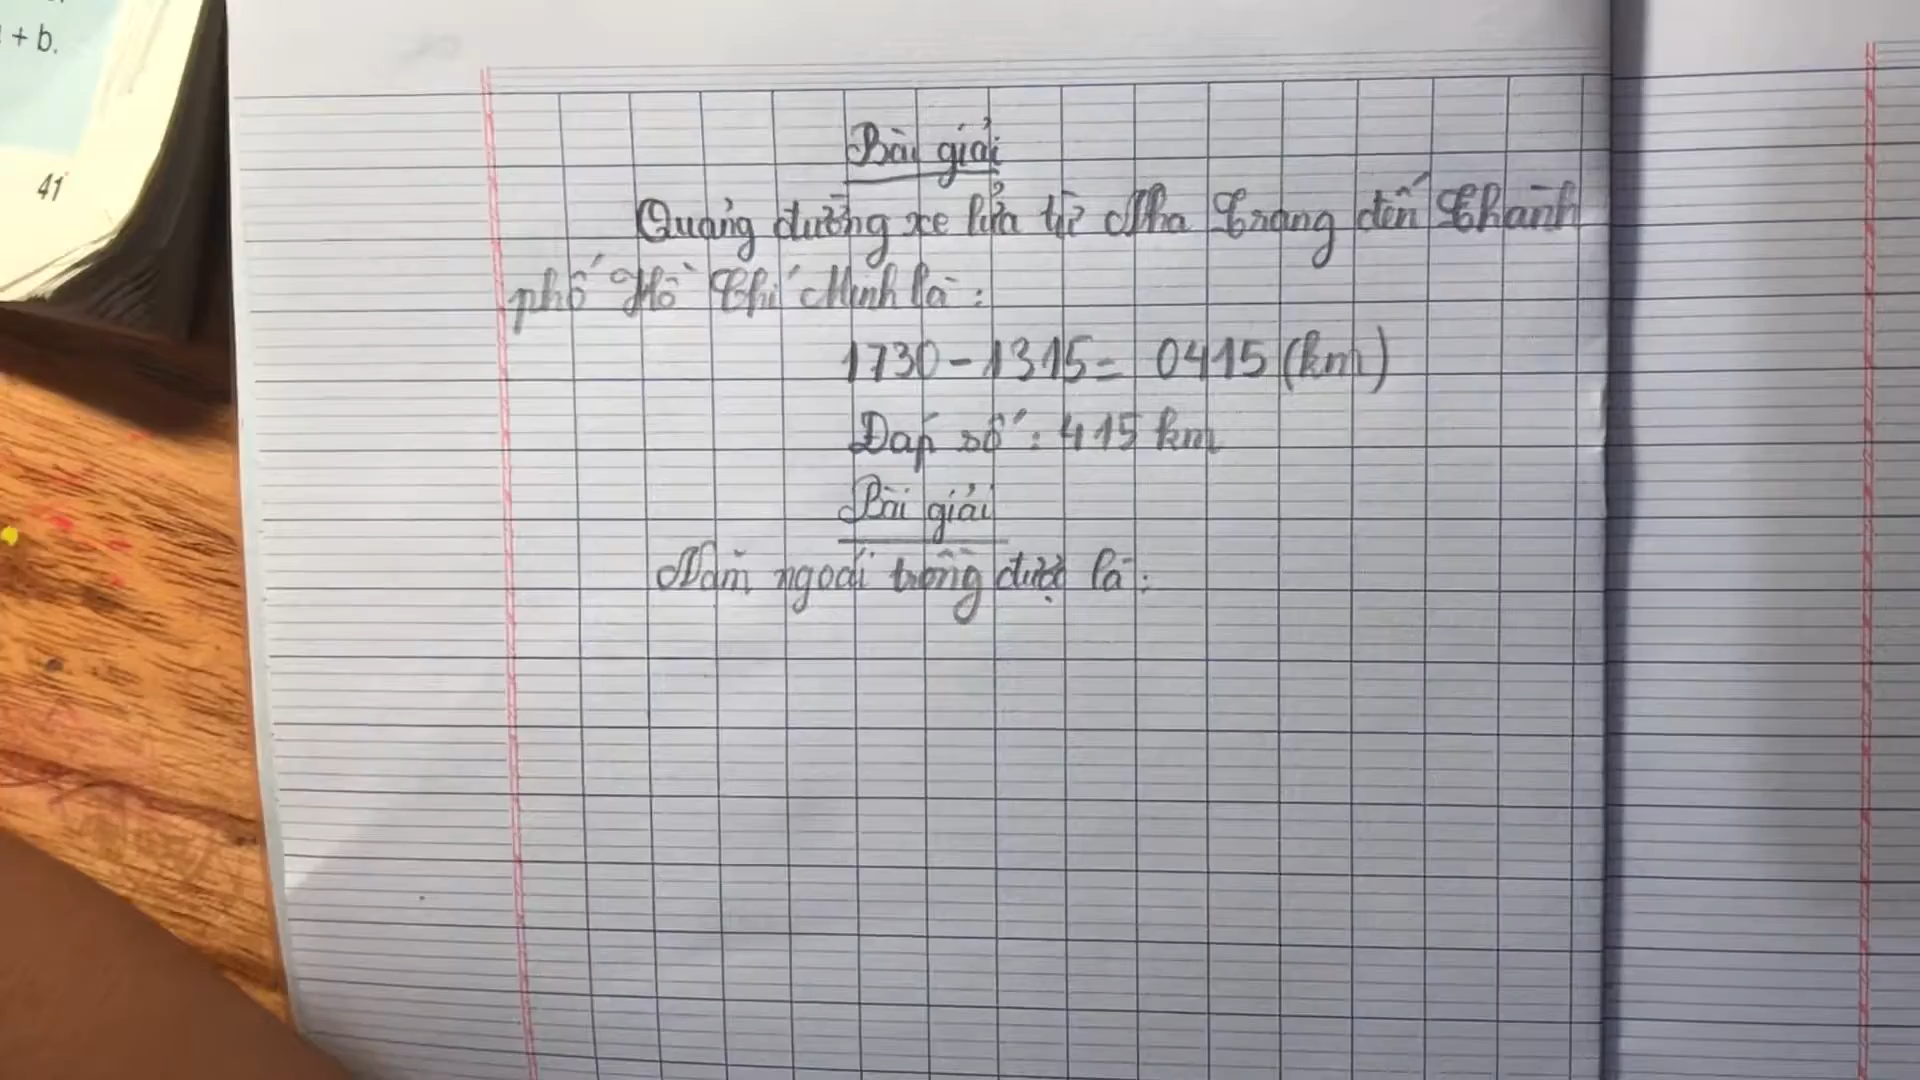 + b.
41
Bài giải
Quảng đường xe lửa từ Nha Trang đến Thành
phố Hồ Chí Minh là :
1730 - 1315 = 0415 (km)
Đáp số : 415 km
Bài giải
Năm ngoái trồng được là :